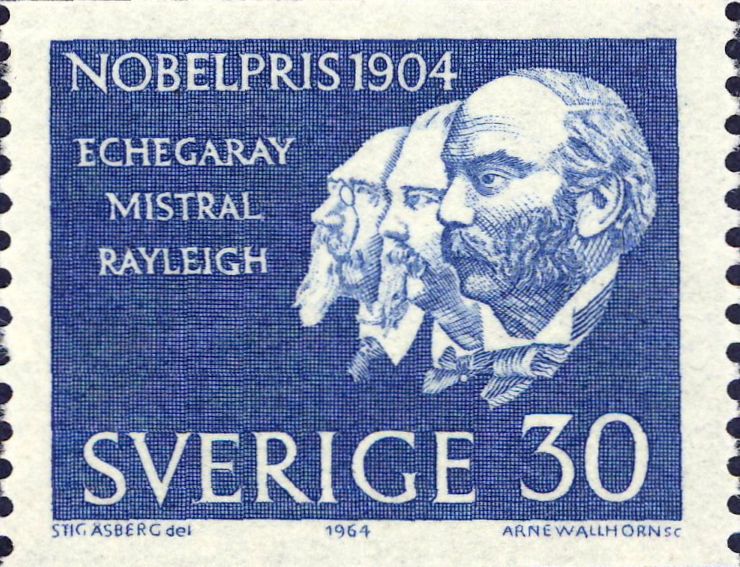 NOBELPRIS 1904
ECHEGARAY
MISTRAL
RAYLEIGH
SVERIGE 30
STIG ÅSBERG del 1964 ARNE WALLHORN SC